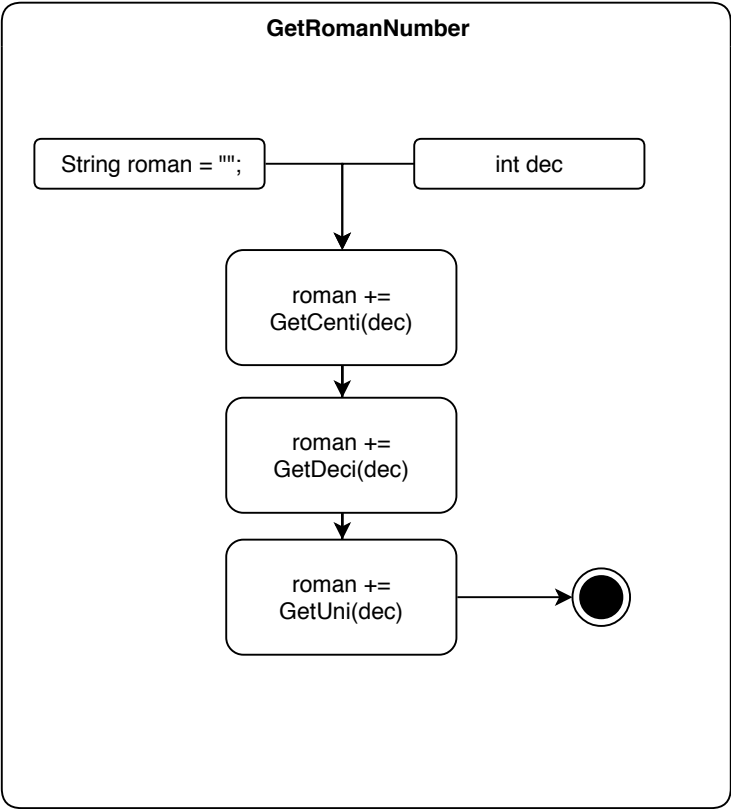 GetRomanNumber
String roman = "";
int dec
roman +=
GetCenti(dec)
roman +=
GetDeci(dec)
roman +=
GetUni(dec)